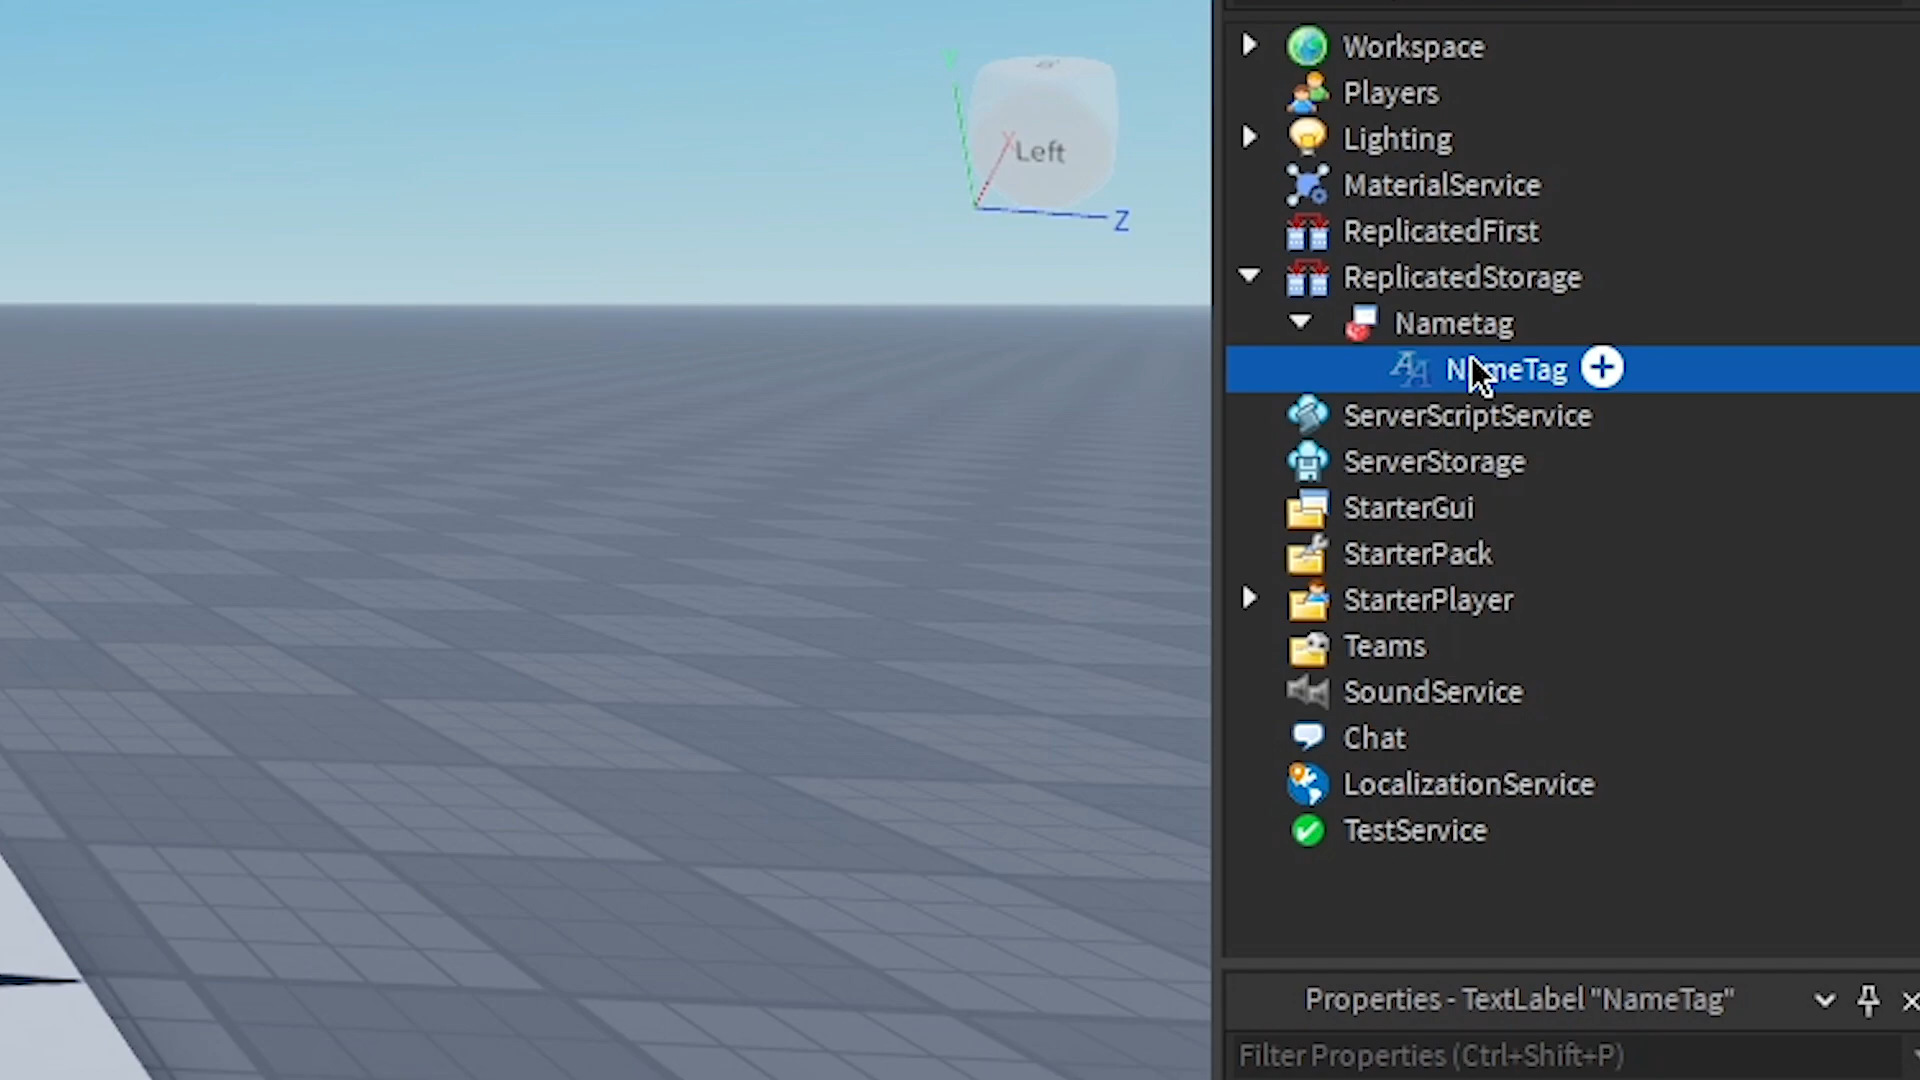 Left
Z
Workspace
Players
Lighting
MaterialService
ReplicatedFirst
ReplicatedStorage
Nametag
NameTag
ServerScriptService
ServerStorage
StarterGui
StarterPack
StarterPlayer
Teams
SoundService
Chat
LocalizationService
TestService
Properties - TextLabel "NameTag"
Filter Properties (Ctrl+Shift+P)